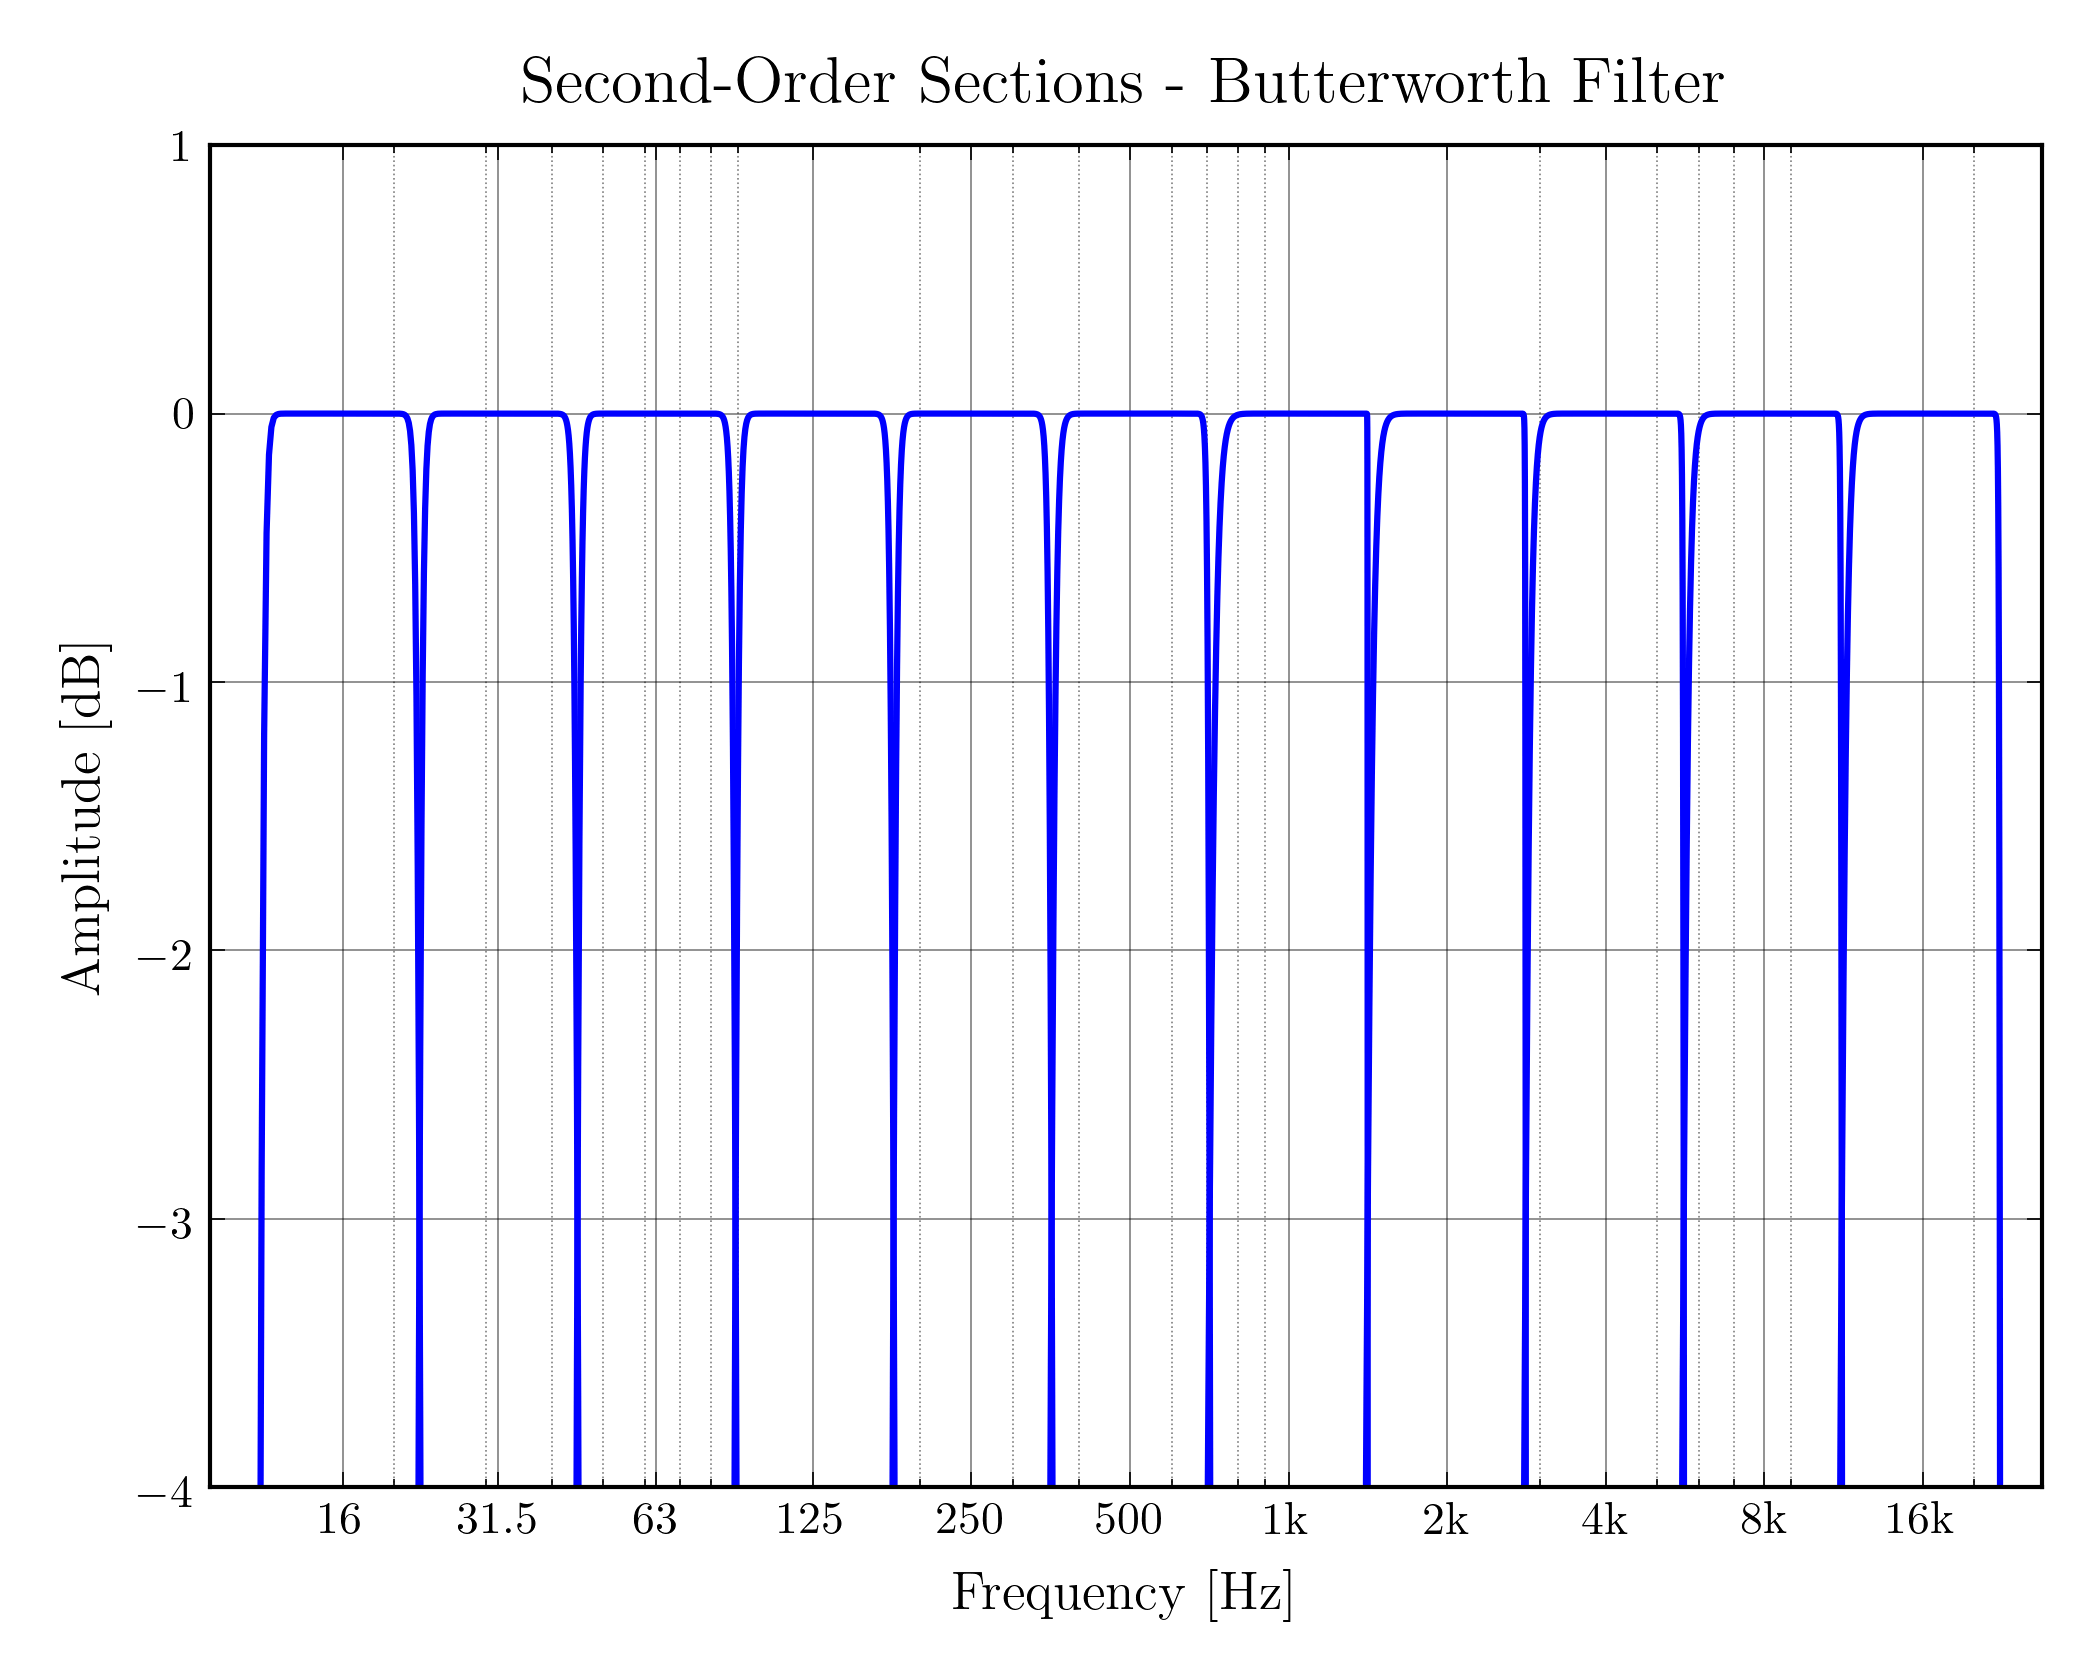 Second-Order Sections - Butterworth Filter
1
0
−1
−2
−3
−4
Amplitude [dB]
16 31.5 63 125 250 500 1k 2k 4k 8k 16k
Frequency [Hz]